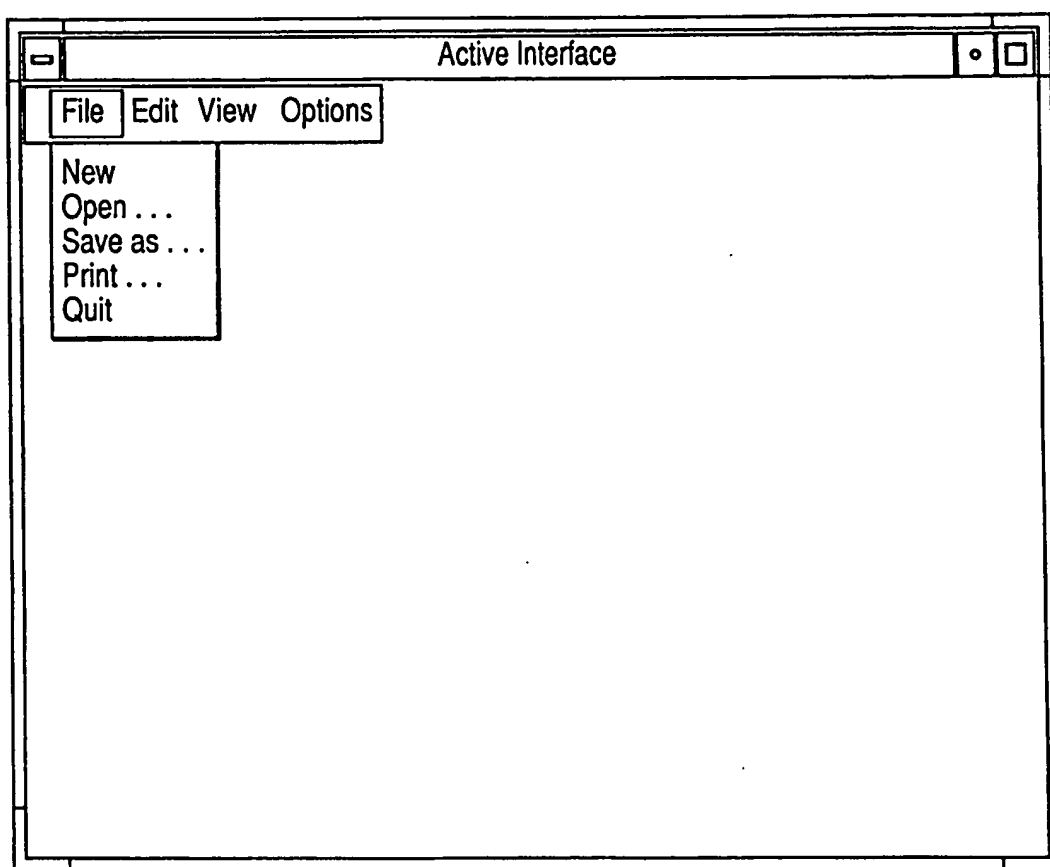 Active Interface
File Edit View Options
New
Open . . .
Save as . . .
Print . . .
Quit